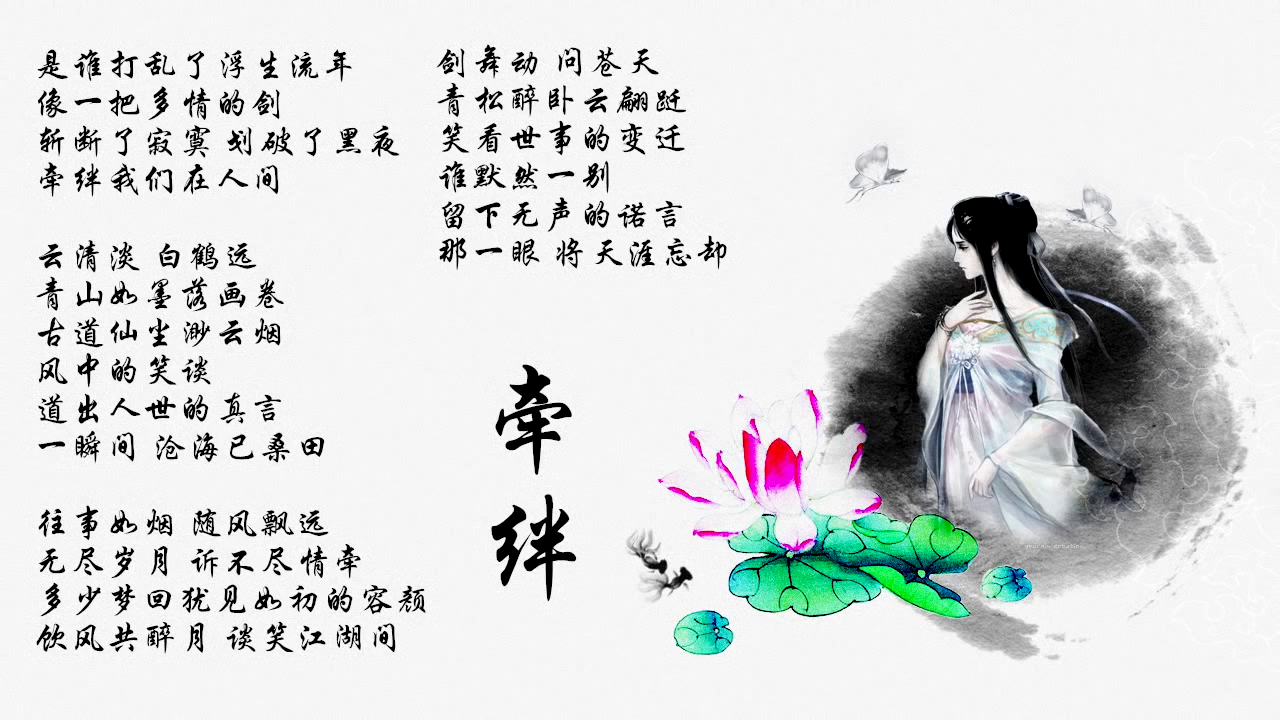 是谁打乱了浮生流年
像一把多情的剑
斩断了寂寞 划破了黑夜
牵绊我们在人间
云清淡 白鹤远
青山如墨落画卷
古道仙尘渺云烟
风中的笑谈
道出人世的真言
一瞬间 沧海已桑田
往事如烟 随风飘远
无尽岁月 诉不尽情牵
多少梦回犹见如初的容颜
饮风共醉月 谈笑江湖间
剑舞动 问苍天
青松醉卧云翩跹
笑看世事的变迁
谁默然一别
留下无声的诺言
那一眼 将天涯忘却
牵绊